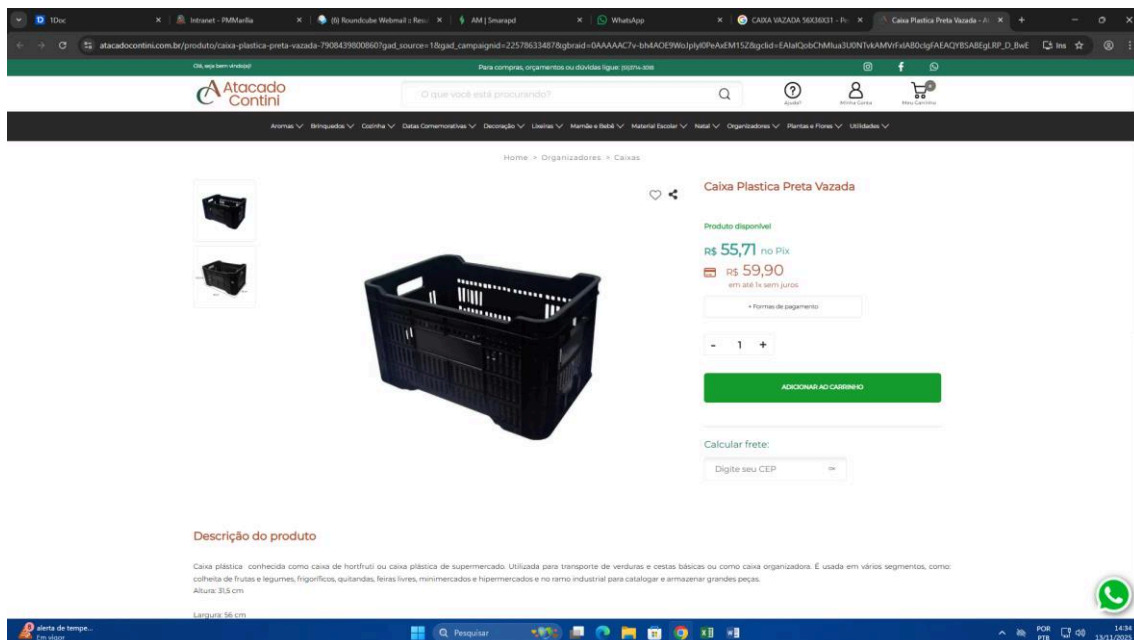 1Doc
Intranet - PMMarília
(6) Roundcube Webmail :: Resu
AM | Smarapd
WhatsApp
CAIXA VAZADA 56X36X31 - Pe
Caixa Plastica Preta Vazada - At
atacadocontini.com.br/produto/caixa-plastica-preta-vazada-7908439800860?gad_source=1&gad_campaignid=22578633487&gbraid=
Ins
Olá, seja bem vindo(a)!
Para compras, orçamentos ou dúvidas ligue:
Atacado
Contini
O que você está procurando?
Ajuda?
Minha Conta
Meu Carrinho
Aromas Brinquedos Cozinha Datas Comemorativas Decoração Lixeiras Mamãe e Bebê Material Escolar Natal Organizadores Plantas e Flores Utilidades
Home > Organizadores > Caixas
Caixa Plastica Preta Vazada
Produto disponível
R$ 55,71 no Pix
R$ 59,90
em até 1x sem juros
+ Formas de pagamento
- 1 +
ADICIONAR AO CARRINHO
Calcular frete:
Digite seu CEP
OK
Descrição do produto
Caixa plástica conhecida como caixa de hortfruti ou caixa plástica de supermercado. Utilizada para transporte de verduras e cestas básicas ou como caixa organizadora. É usada em vários segmentos, como:
colheita de frutas e legumes, frigoríficos, quitandas, feiras livres, minimercados e hipermercados e no ramo industrial para catalogar e armazenar grandes peças.
Altura: 31,5 cm
Largura: 56 cm
alerta de tempe...
Em vigor
Pesquisar
POR
PTB
14:34
13/11/2025